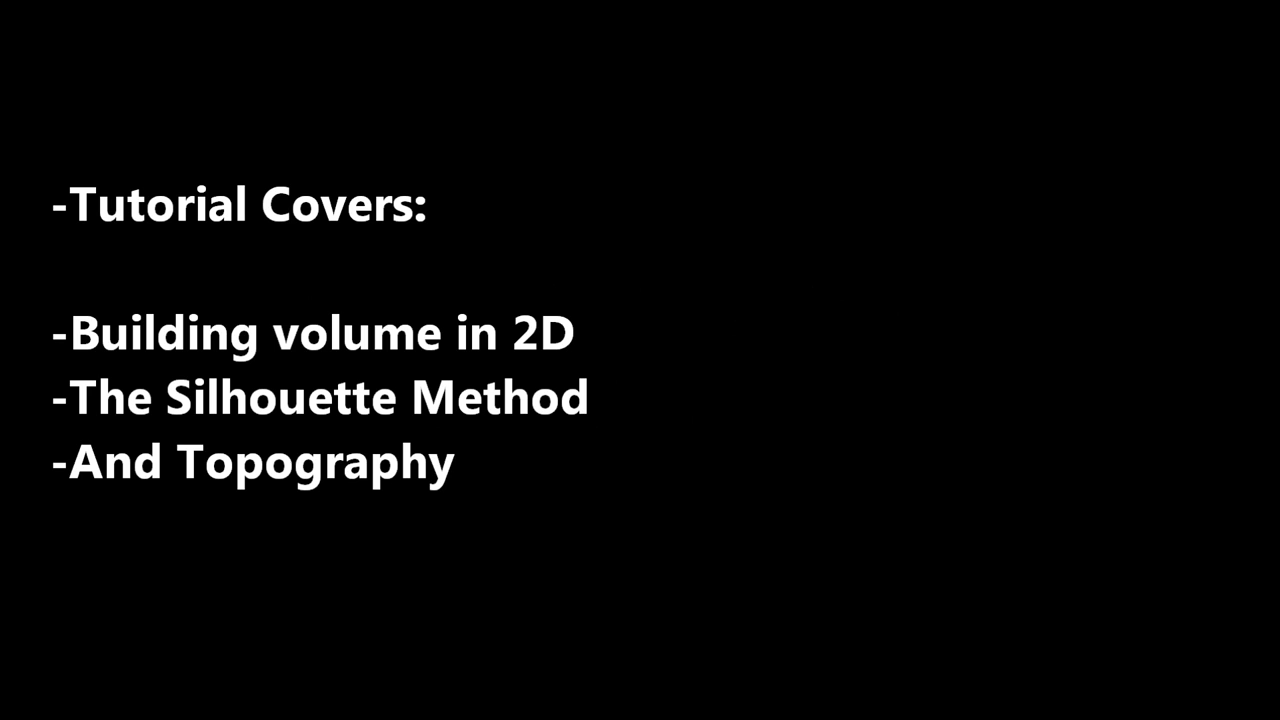 -Tutorial Covers:
-Building volume in 2D
-The Silhouette Method
-And Topography